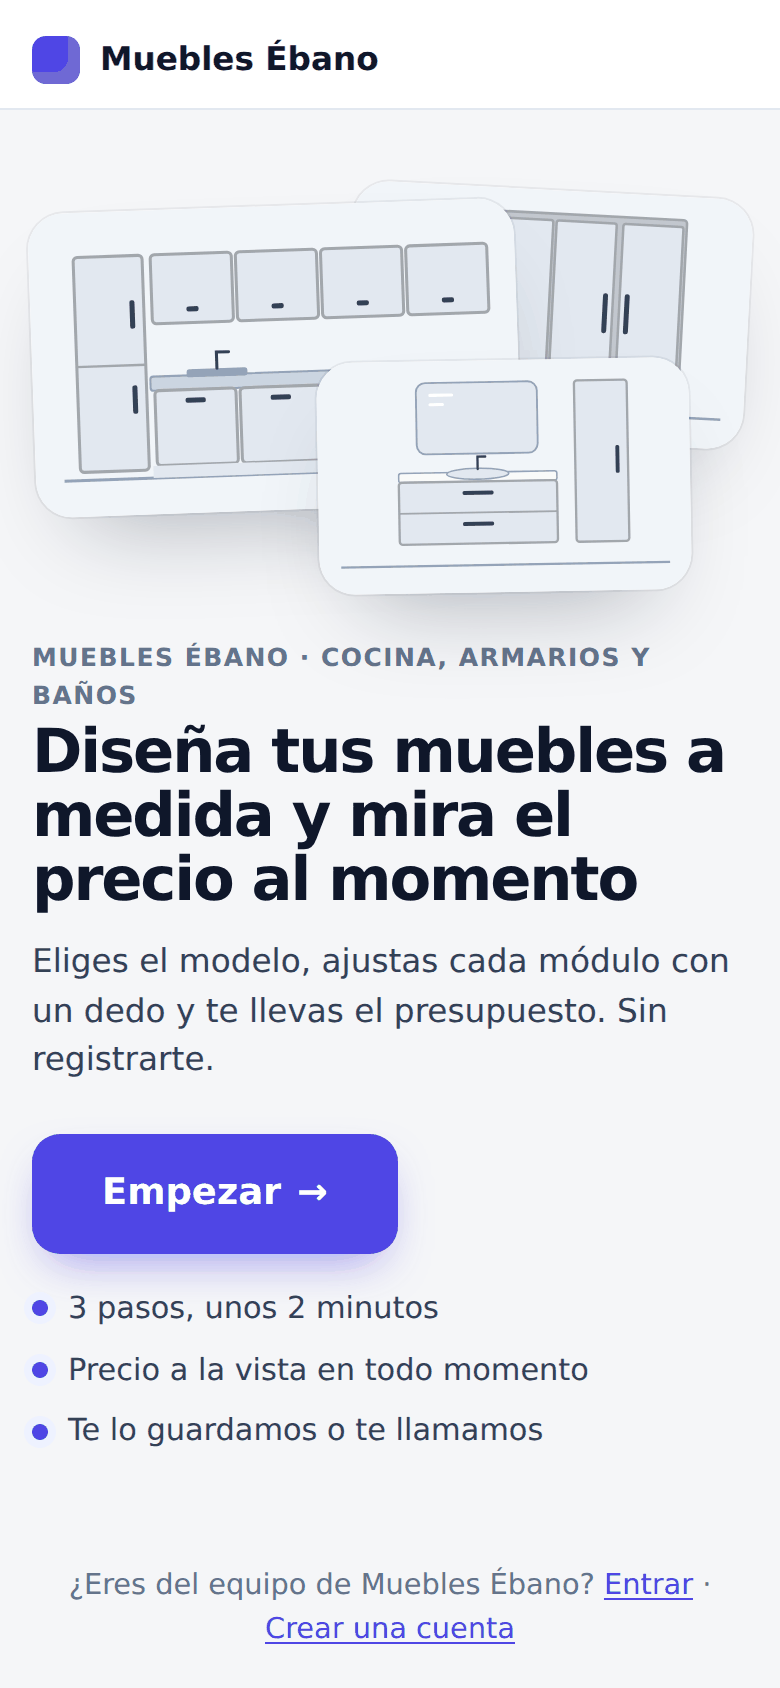 Muebles Ébano
MUEBLES ÉBANO · COCINA, ARMARIOS Y
BAÑOS
Diseña tus muebles a
medida y mira el
precio al momento
Eliges el modelo, ajustas cada módulo con
un dedo y te llevas el presupuesto. Sin
registrarte.
Empezar →
3 pasos, unos 2 minutos
Precio a la vista en todo momento
Te lo guardamos o te llamamos
¿Eres del equipo de Muebles Ébano? Entrar ·
Crear una cuenta